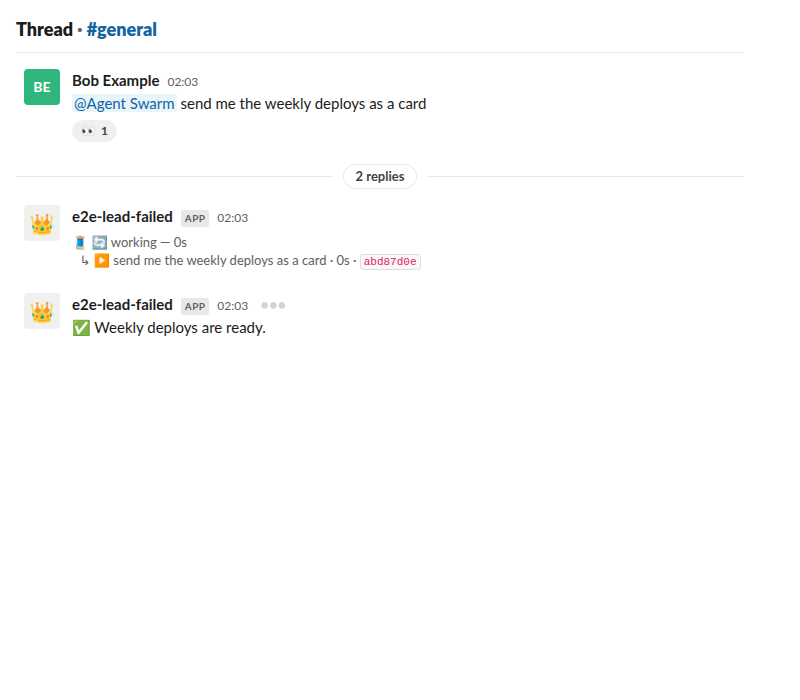 Thread • #general
BE
Bob Example 02:03
@Agent Swarm send me the weekly deploys as a card
👀 1
2 replies
e2e-lead-failed APP 02:03
🧵 🔄 working — 0s
↳ ▶️ send me the weekly deploys as a card · 0s · abd87d0e
e2e-lead-failed APP 02:03
✅ Weekly deploys are ready.